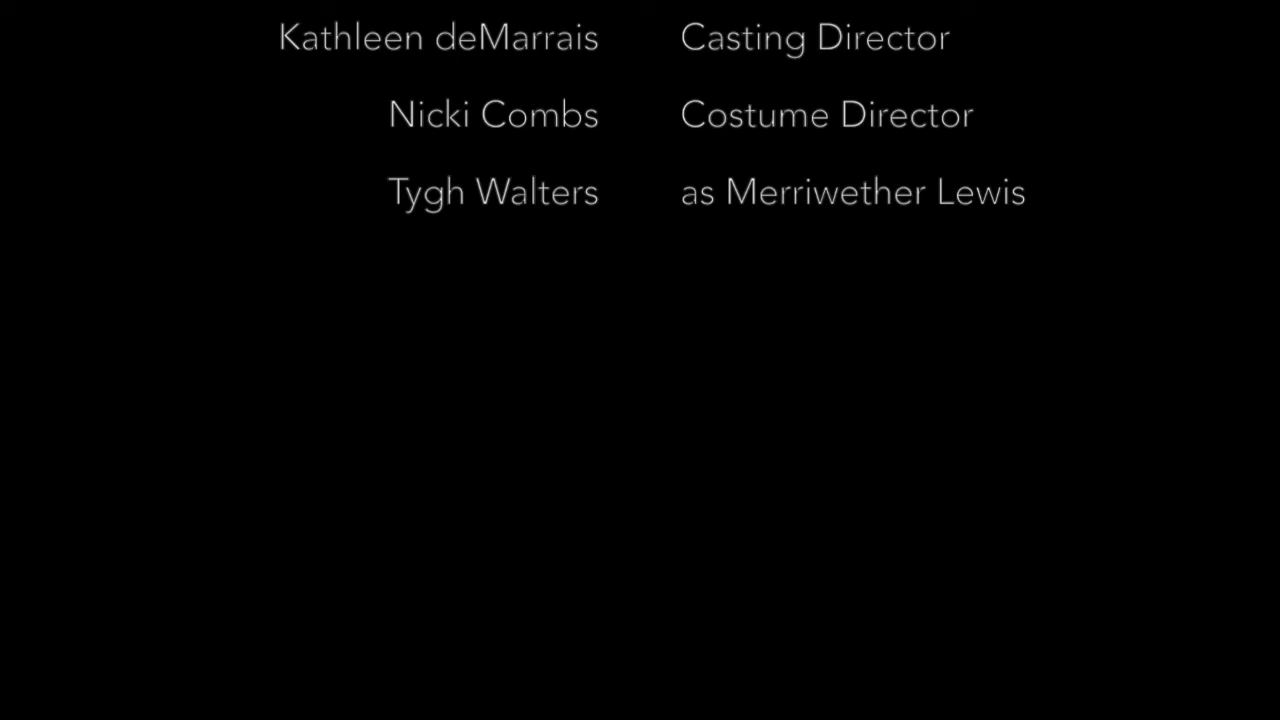 Kathleen deMarrais Casting Director
Nicki Combs Costume Director
Tygh Walters as Merriwether Lewis